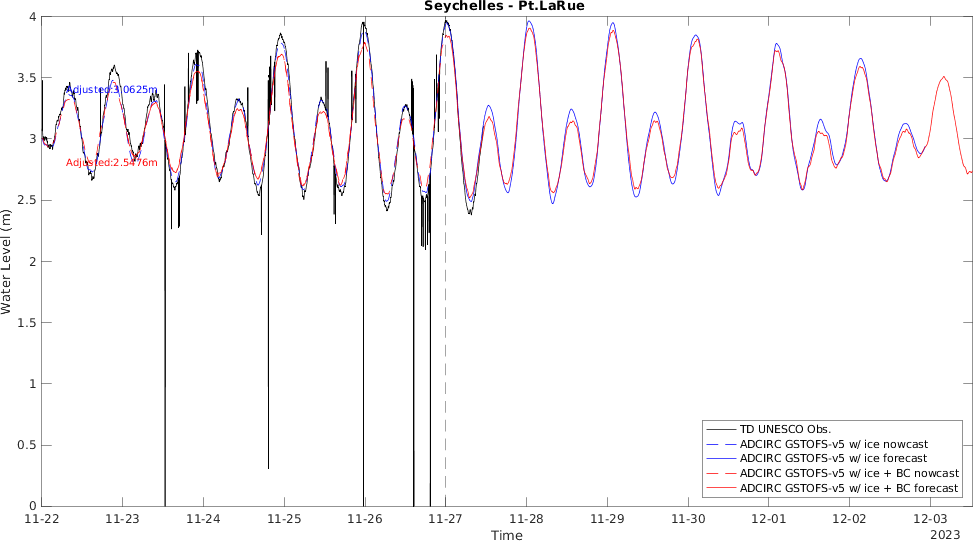 Seychelles - Pt.LaRue
4
3.5
3
2.5
2
1.5
1
0.5
0
Water Level (m)
Adjusted:3.0625m
Adjusted:2.5476m
TD UNESCO Obs.
ADCIRC GSTOFS-v5 w/ ice nowcast
ADCIRC GSTOFS-v5 w/ ice forecast
ADCIRC GSTOFS-v5 w/ ice + BC nowcast
ADCIRC GSTOFS-v5 w/ ice + BC forecast
11-22 11-23 11-24 11-25 11-26 11-27 11-28 11-29 11-30 12-01 12-02 12-03
2023
Time